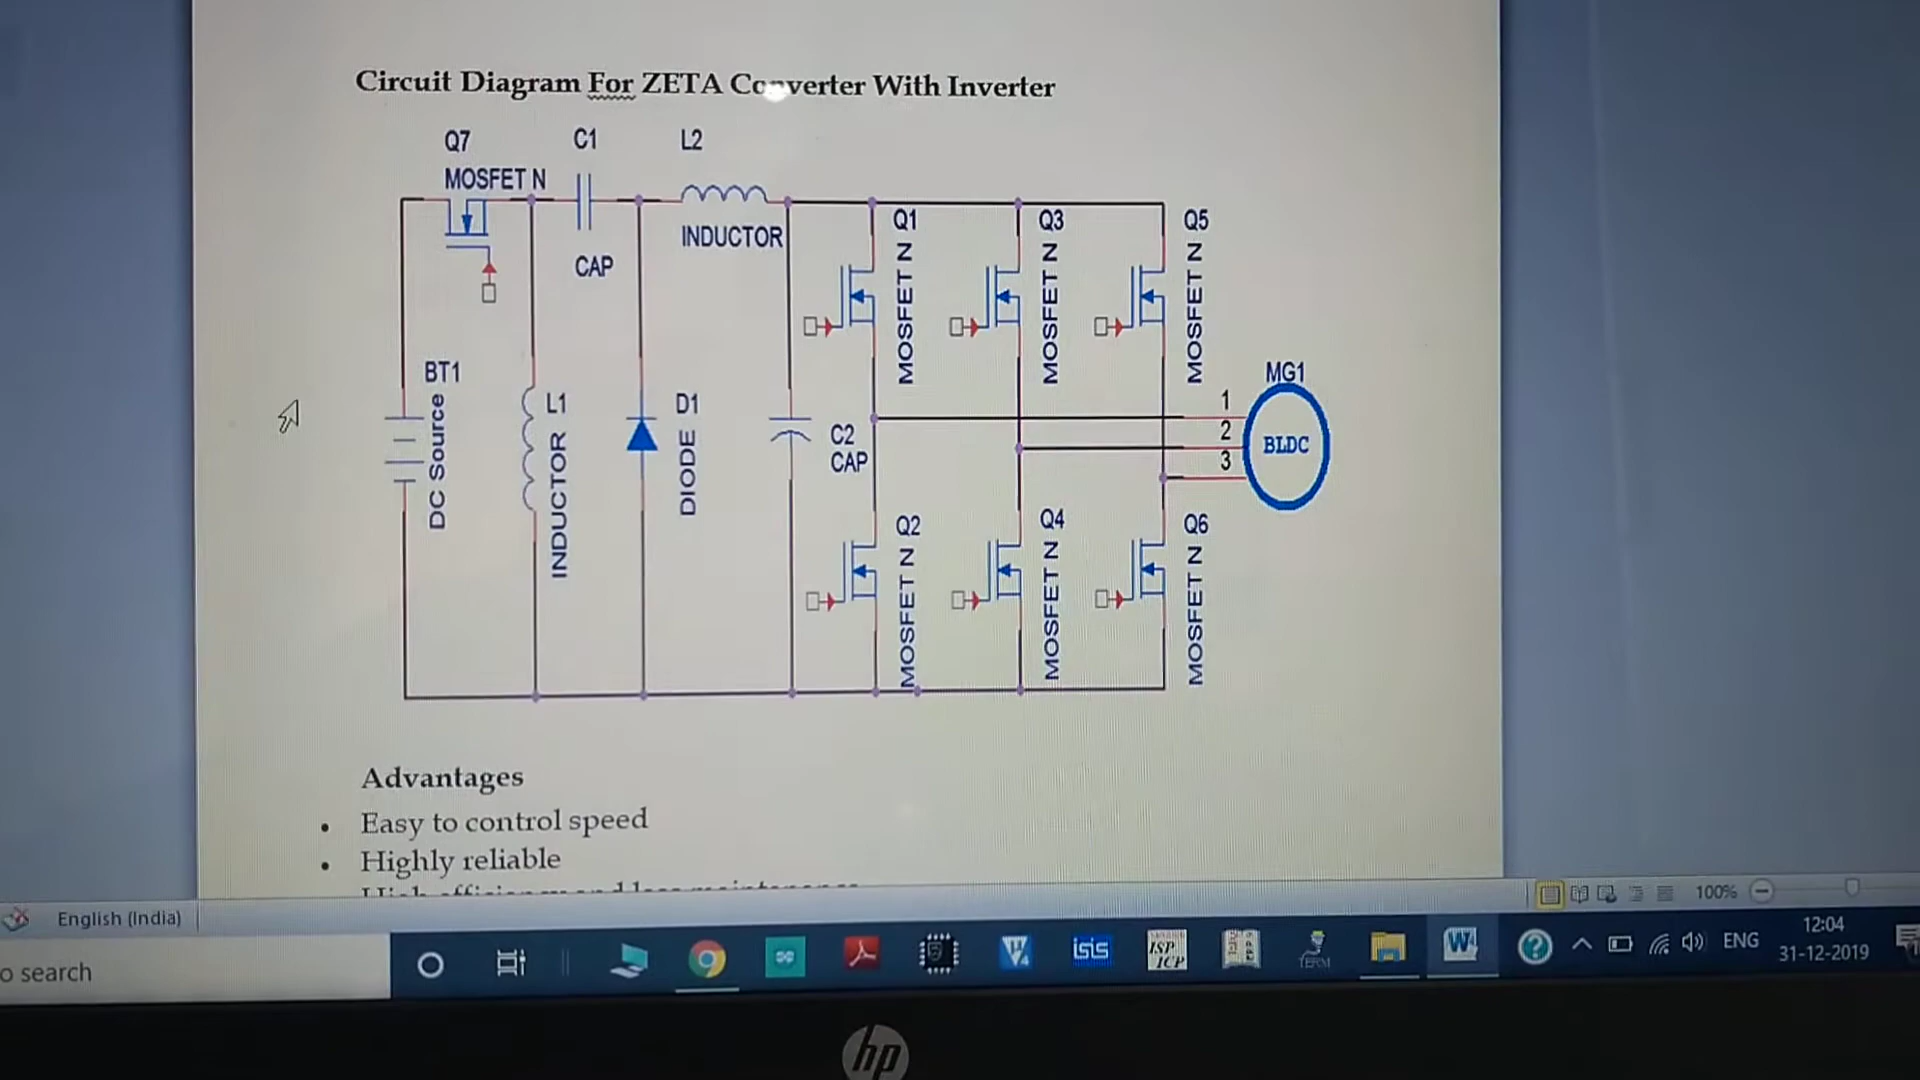 Circuit Diagram For ZETA Converter With Inverter
Q7
C1
L2
MOSFET N
INDUCTOR
CAP
Q1
MOSFET N
Q3
MOSFET N
Q5
MOSFET N
BT1
DC Source
L1
INDUCTOR
D1
DIODE
C2
CAP
MG1
1
2
3
BLDC
Q2
MOSFET N
Q4
MOSFET N
Q6
MOSFET N
Advantages
• Easy to control speed
• Highly reliable
English (India)
100%
o search
isis
ISP
ICP
TERM
W
ENG
12:04
31-12-2019
hp